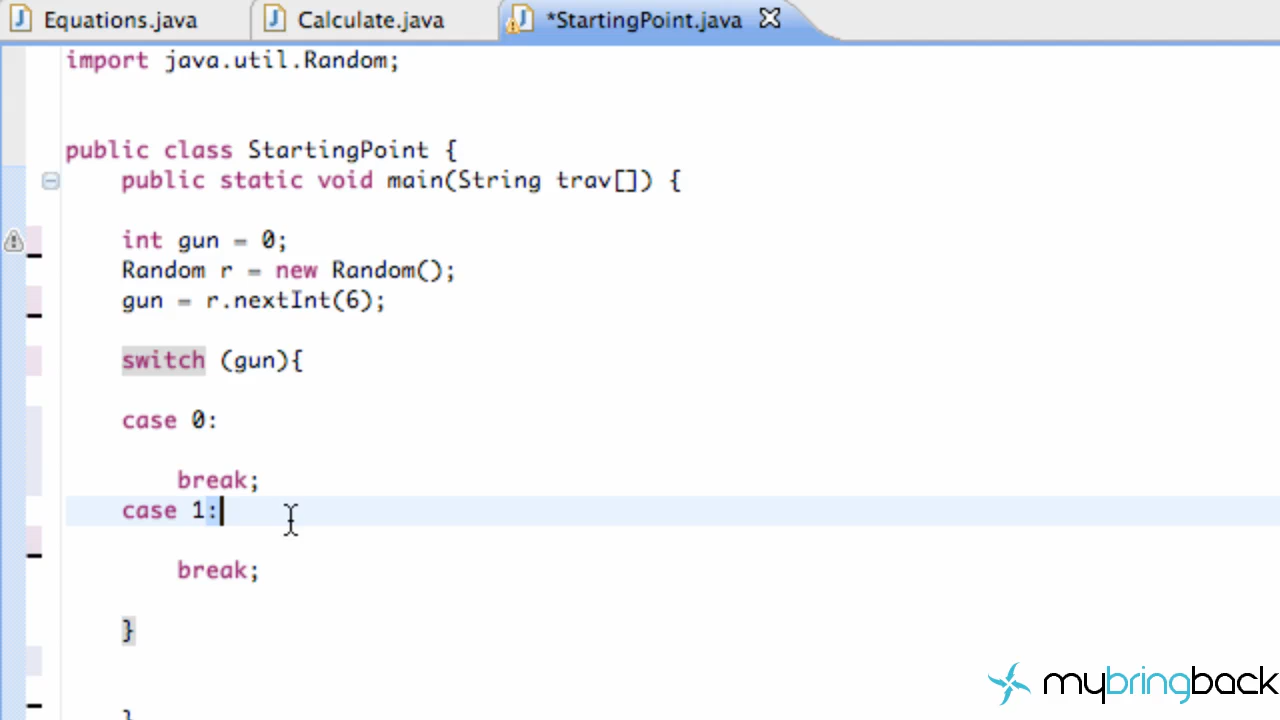 Equations.java Calculate.java *StartingPoint.java
import java.util.Random;
public class StartingPoint {
public static void main(String trav[]) {
int gun = 0;
Random r = new Random();
gun = r.nextInt(6);
switch (gun){
case 0:
break;
case 1:
break;
}
}
mybringback